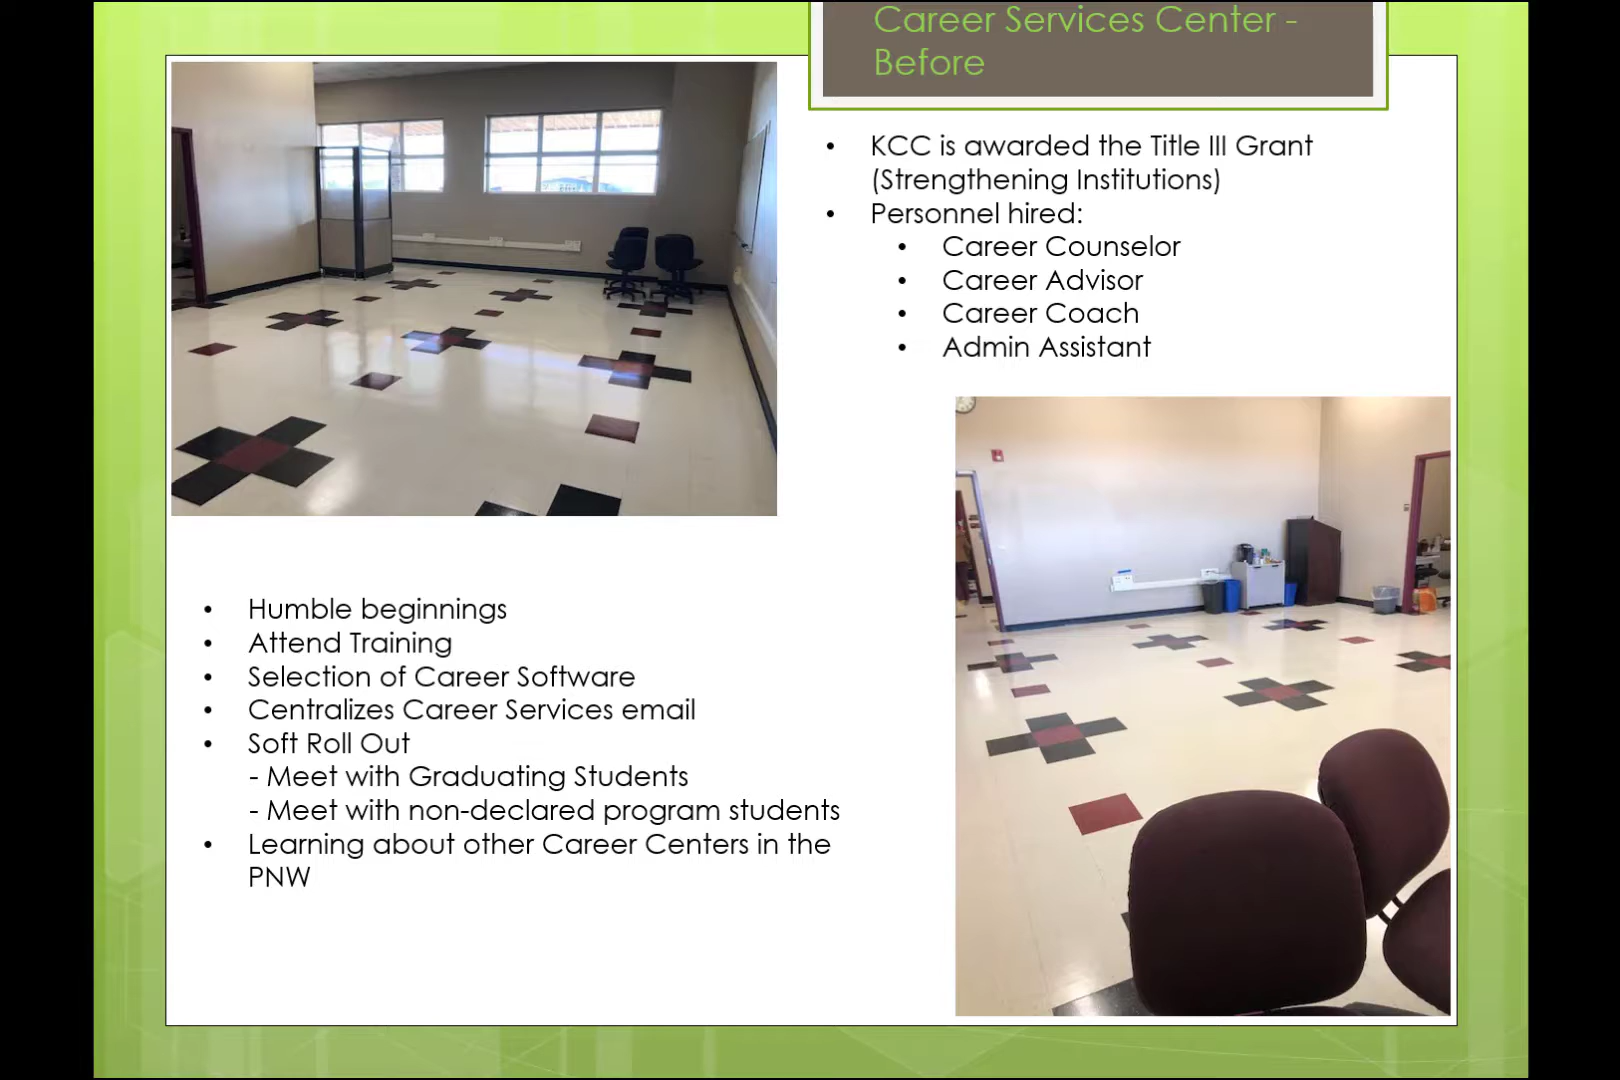 Career Services Center -
Before
• KCC is awarded the Title III Grant
(Strengthening Institutions)
• Personnel hired:
• Career Counselor
• Career Advisor
• Career Coach
• Admin Assistant
• Humble beginnings
• Attend Training
• Selection of Career Software
• Centralizes Career Services email
• Soft Roll Out
- Meet with Graduating Students
- Meet with non-declared program students
• Learning about other Career Centers in the
PNW